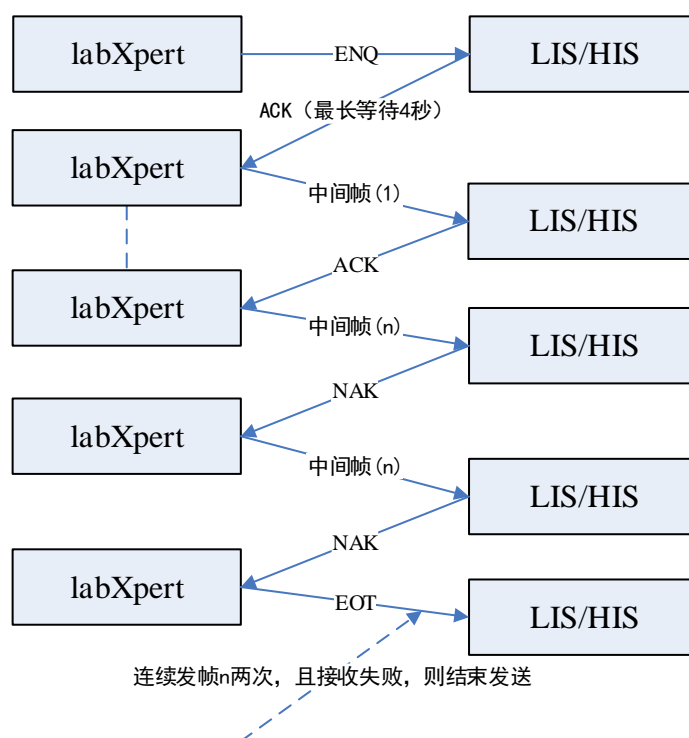 labXpert
ENQ
LIS/HIS
ACK（最长等待4秒）
labXpert
中间帧(1)
LIS/HIS
ACK
labXpert
中间帧(n)
LIS/HIS
NAK
labXpert
中间帧(n)
LIS/HIS
NAK
labXpert
EOT
LIS/HIS
连续发帧n两次，且接收失败，则结束发送